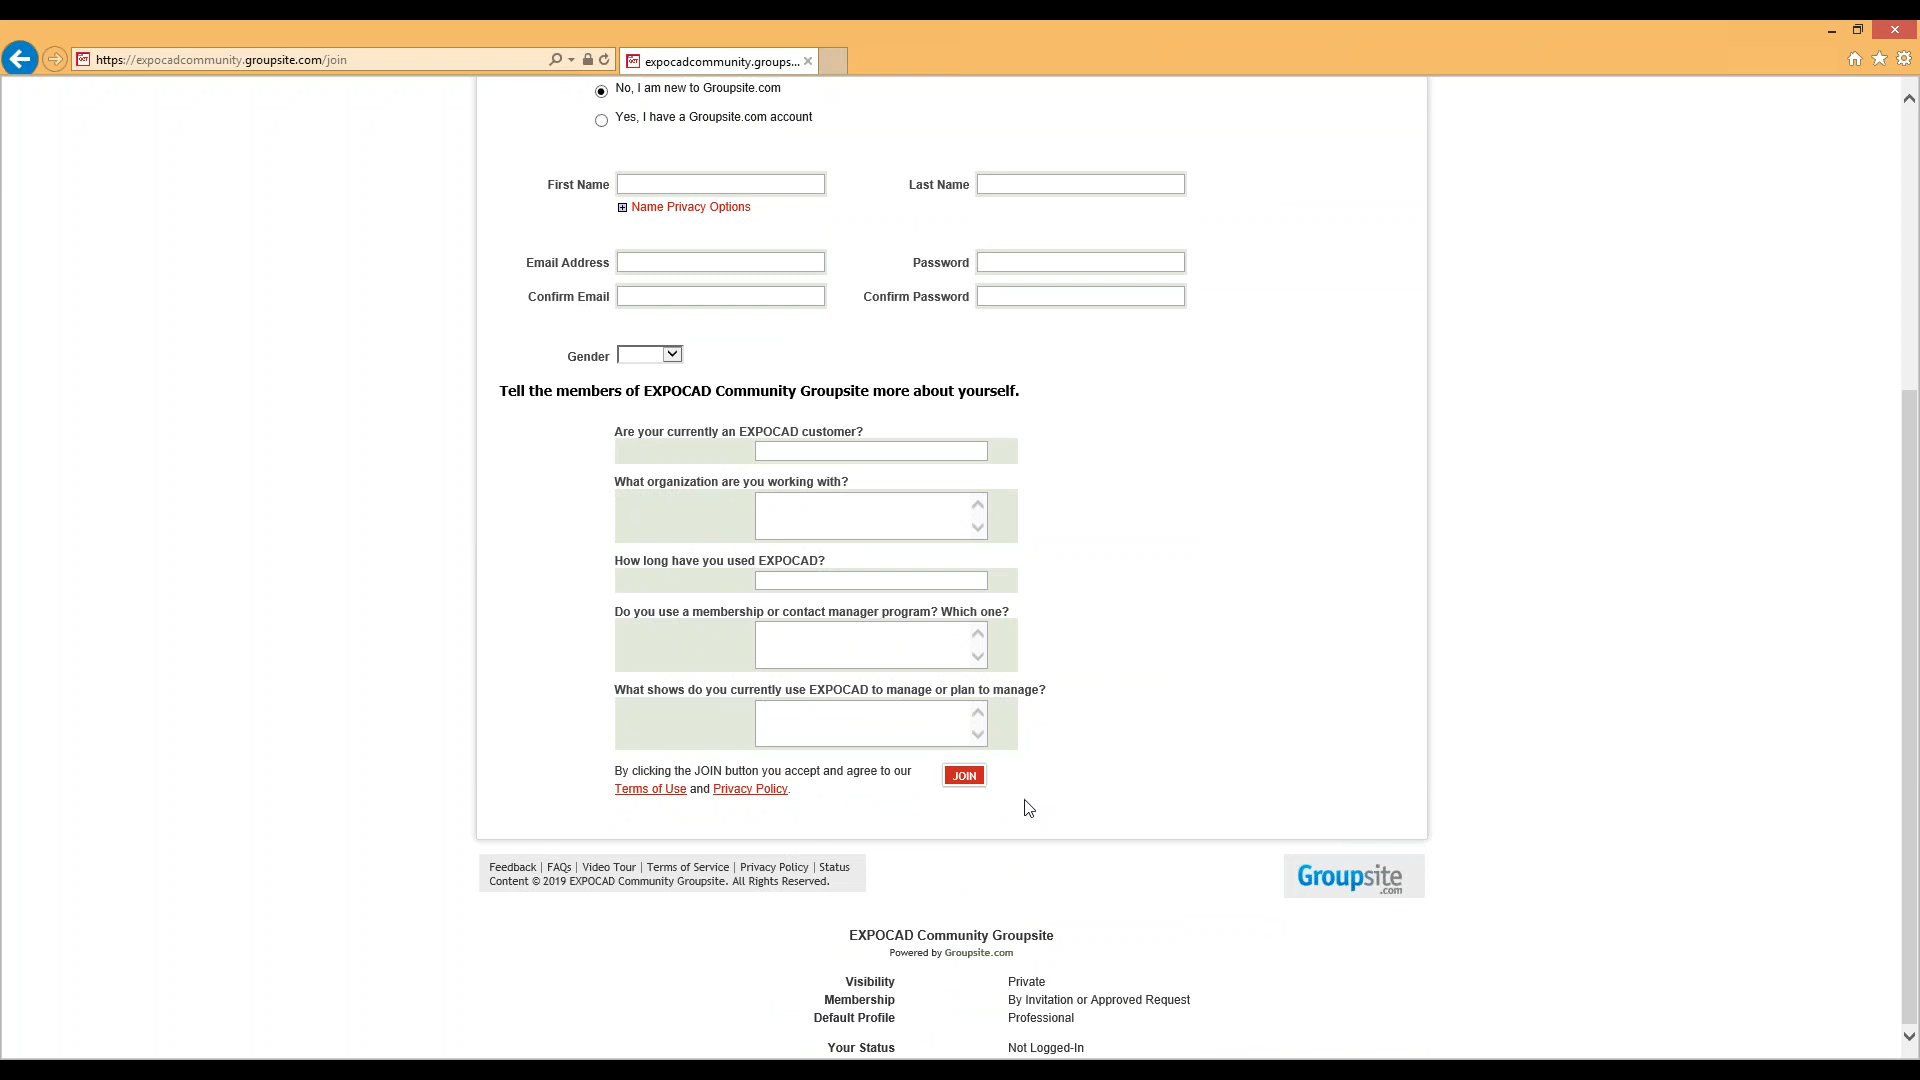 https://expocadcommunity.groupsite.com/join
expocadcommunity.groups...
No, I am new to Groupsite.com
Yes, I have a Groupsite.com account
First Name
Last Name
Name Privacy Options
Email Address
Password
Confirm Email
Confirm Password
Gender
Tell the members of EXPOCAD Community Groupsite more about yourself.
Are your currently an EXPOCAD customer?
What organization are you working with?
How long have you used EXPOCAD?
Do you use a membership or contact manager program? Which one?
What shows do you currently use EXPOCAD to manage or plan to manage?
By clicking the JOIN button you accept and agree to our
JOIN
Terms of Use and Privacy Policy.
Feedback | FAQs | Video Tour | Terms of Service | Privacy Policy | Status
Content © 2019 EXPOCAD Community Groupsite. All Rights Reserved.
Groupsite
.com
EXPOCAD Community Groupsite
Powered by Groupsite.com
Visibility Private
Membership By Invitation or Approved Request
Default Profile Professional
Your Status Not Logged-In